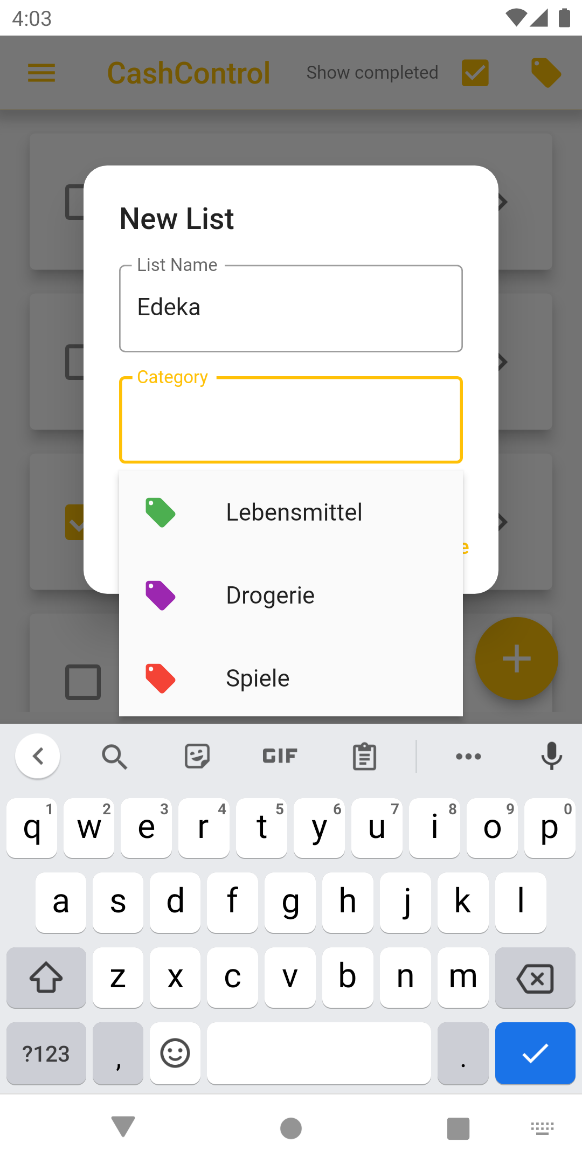 4:03
CashControl
Show completed
New List
List Name
Edeka
Category
Lebensmittel
e
Drogerie
Spiele
GIF
q1 w2 e3 r4 t5 y6 u7 i8 o9 p0
a s d f g h j k l
z x c v b n m
?123 , .